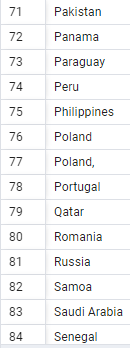 71 Pakistan
72 Panama
73 Paraguay
74 Peru
75 Philippines
76 Poland
77 Poland,
78 Portugal
79 Qatar
80 Romania
81 Russia
82 Samoa
83 Saudi Arabia
84 Senegal